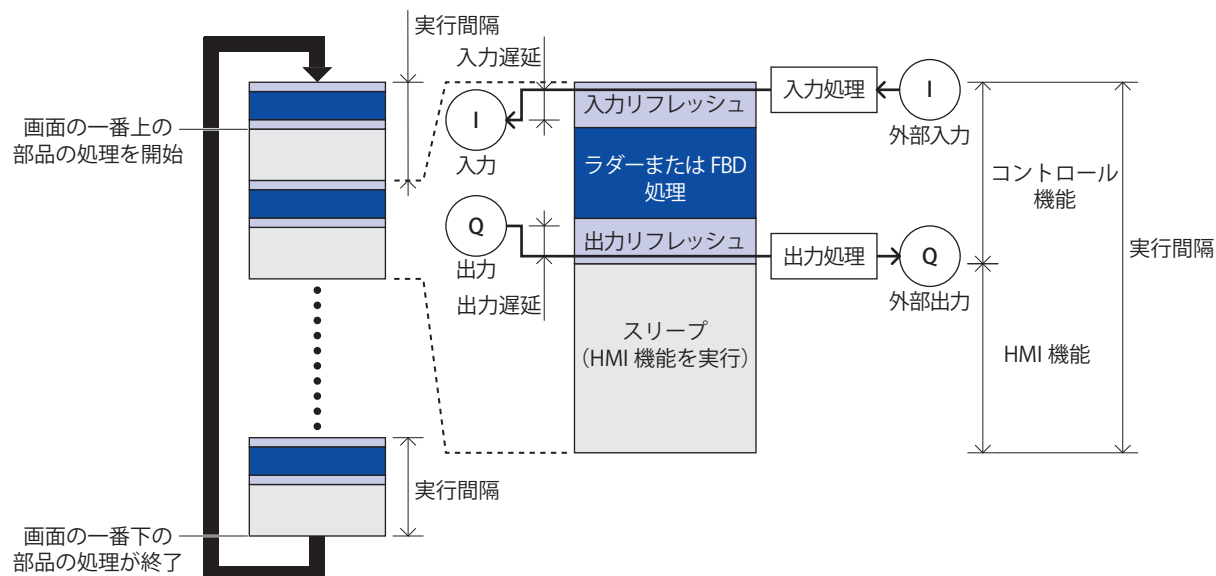 実行間隔
画面の一番上の
部品の処理を開始
実行間隔
画面の一番下の
部品の処理が終了
入力遅延
I
入力
Q
出力
出力遅延
入力リフレッシュ
ラダーまたは FBD
処理
出力リフレッシュ
スリープ
（HMI 機能を実行）
入力処理
I
外部入力
出力処理
Q
外部出力
コントロール
機能
HMI 機能
実行間隔